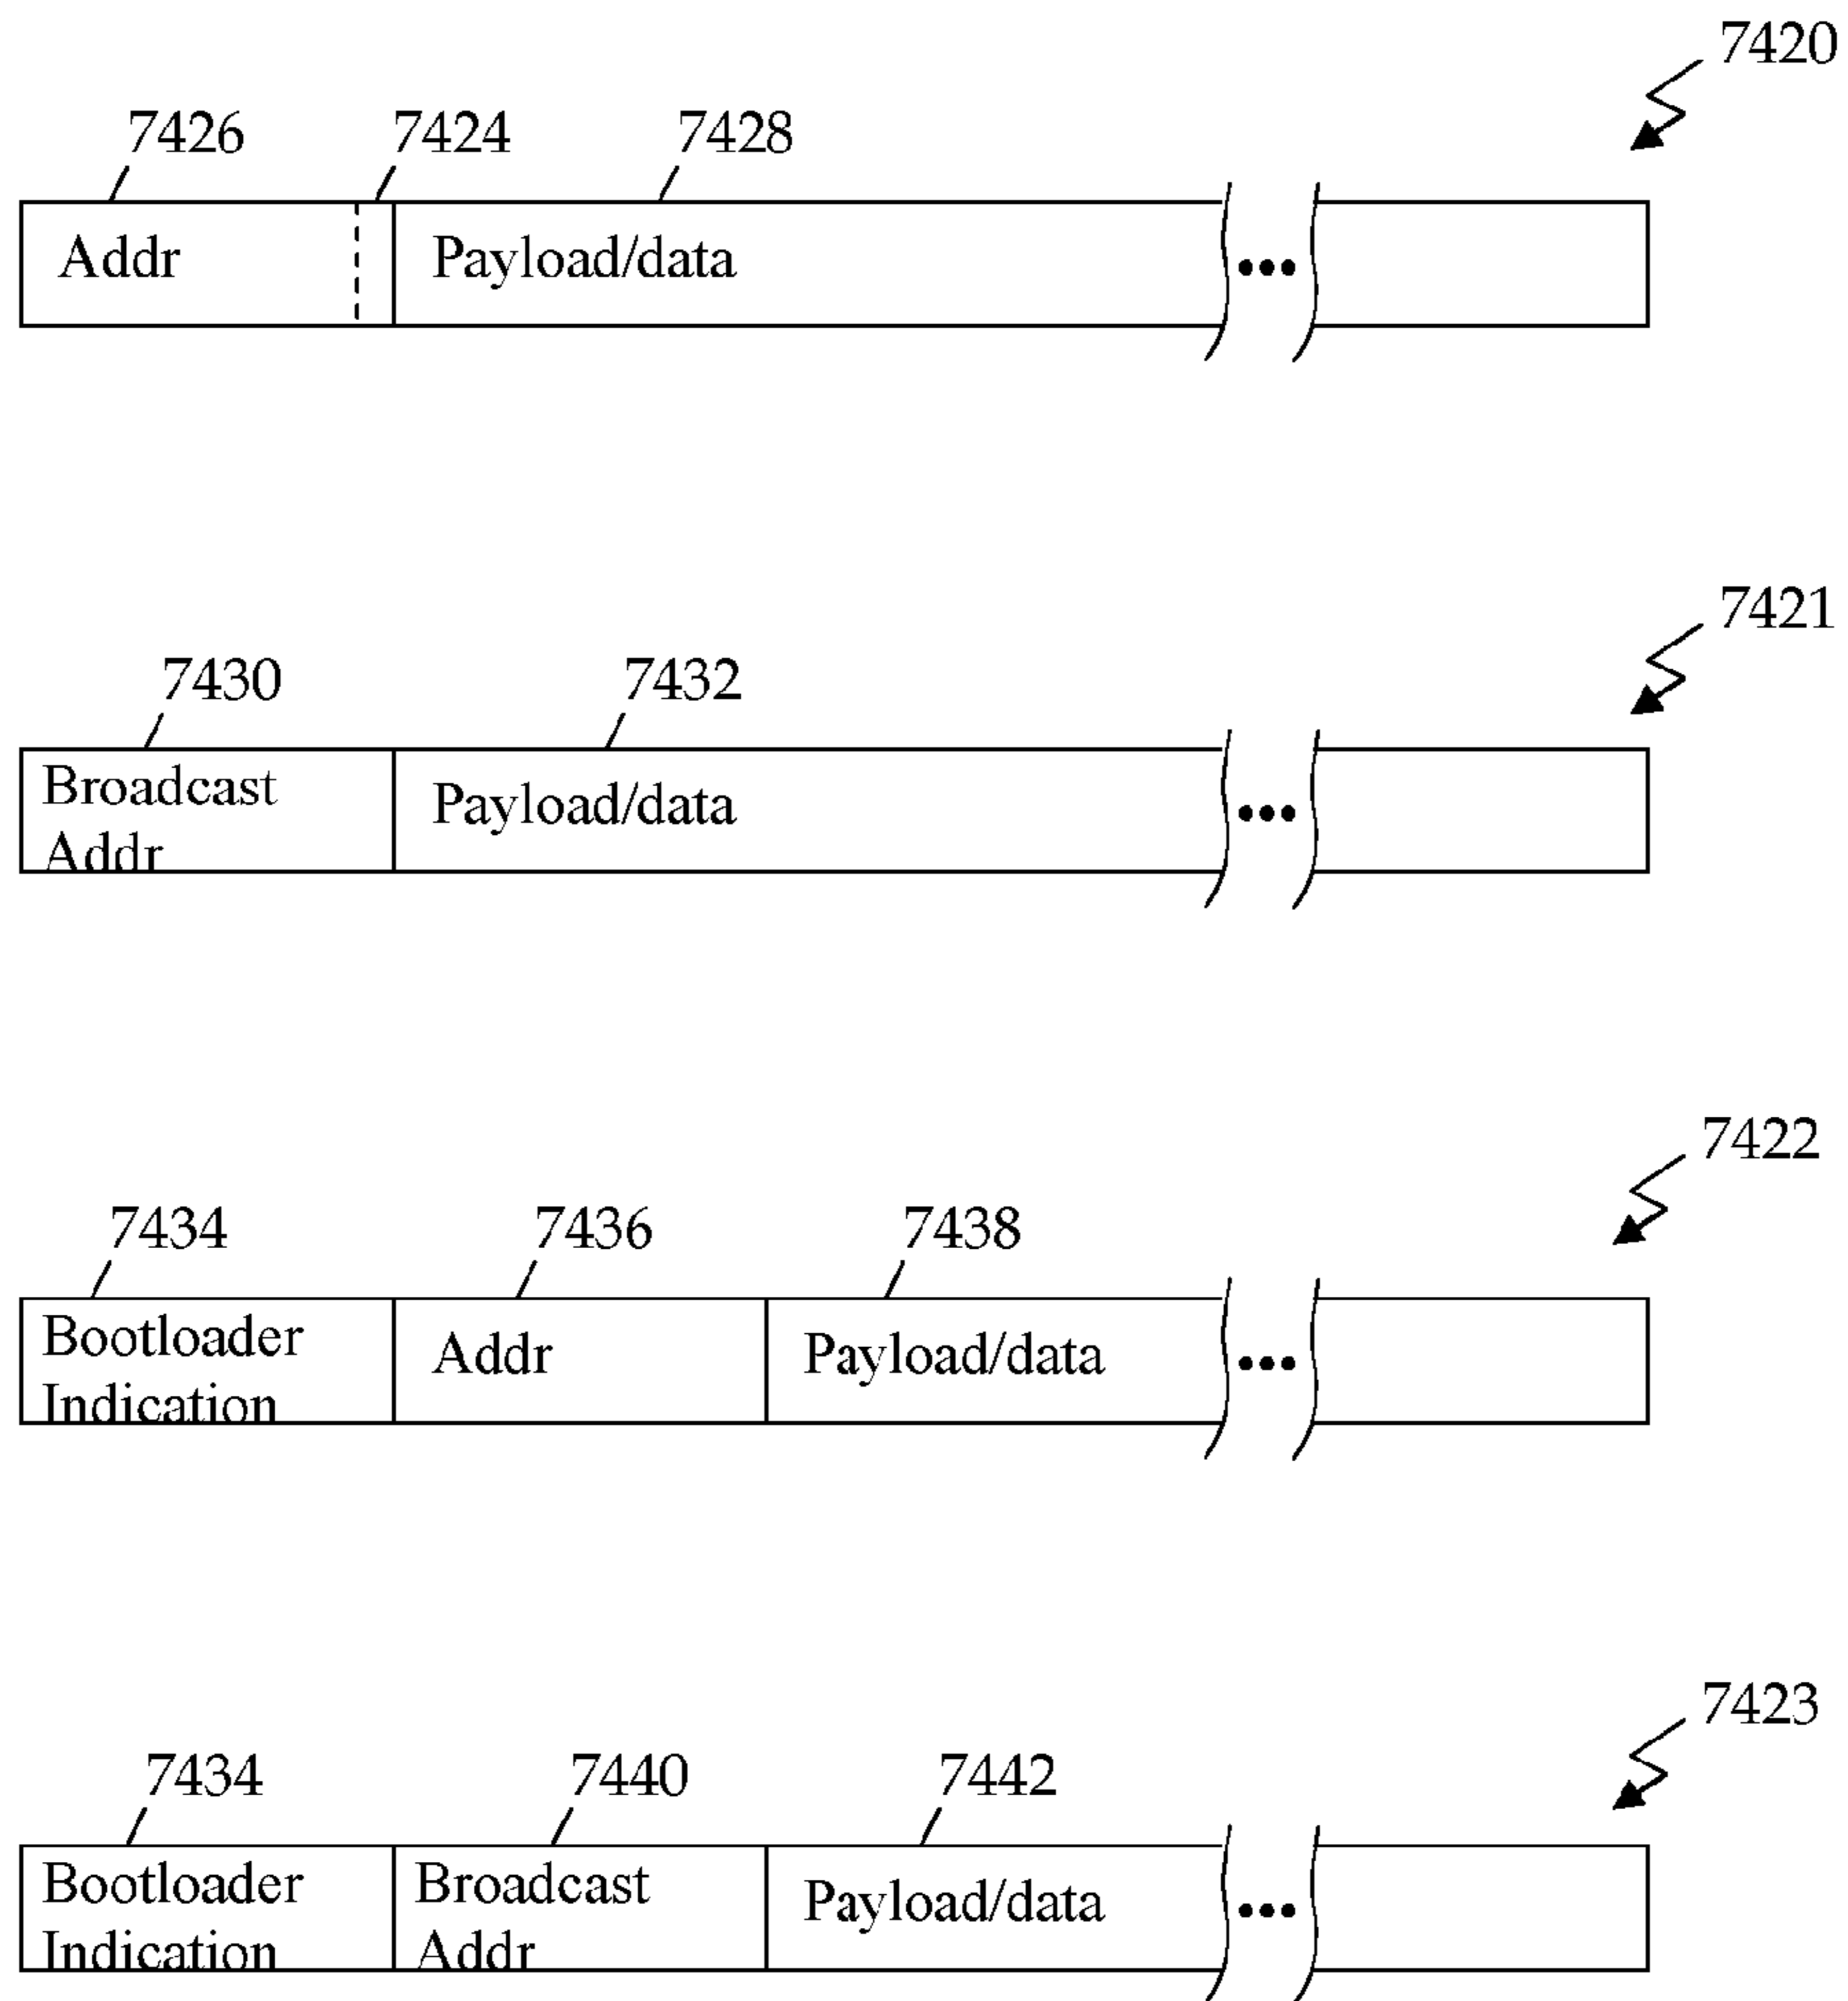 7420
7426 7424 7428
Addr Payload/data
7421
7430 7432
Broadcast
Addr
Payload/data
7422
7434 7436 7438
Bootloader
Indication
Addr Payload/data
7423
7434 7440 7442
Bootloader
Indication
Broadcast
Addr
Payload/data